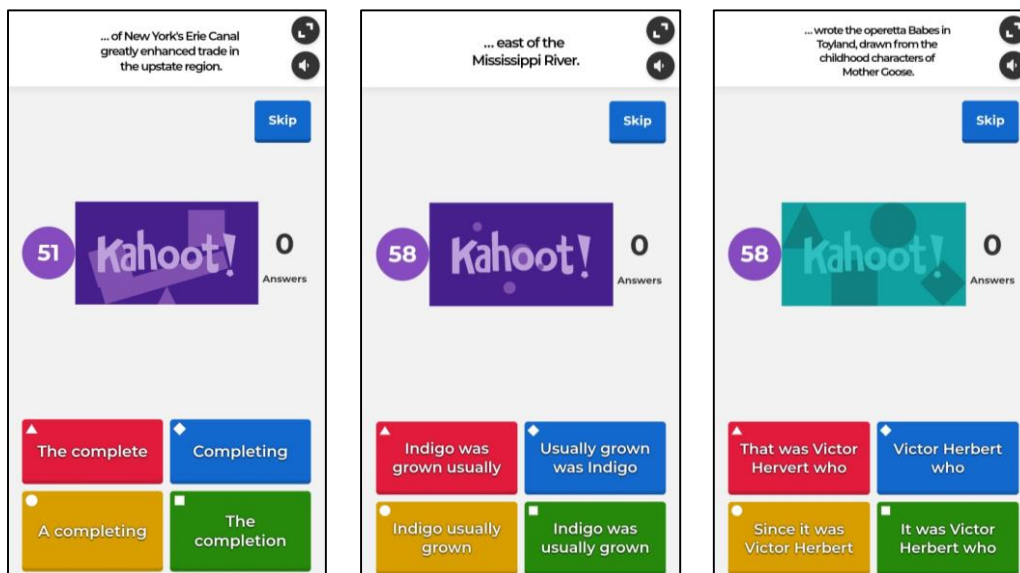 ... of New York's Erie Canal
greatly enhanced trade in
the upstate region.
Skip
51
Kahoot!
0
Answers
The complete
Completing
A completing
The
completion
... east of the
Mississippi River.
Skip
58
Kahoot!
0
Answers
Indigo was
grown usually
Usually grown
was Indigo
Indigo usually
grown
Indigo was
usually grown
... wrote the operetta Babes in
Toyland, drawn from the
childhood characters of
Mother Goose.
Skip
58
Kahoot!
0
Answers
That was Victor
Hervert who
Victor Herbert
who
Since it was
Victor Herbert
It was Victor
Herbert who